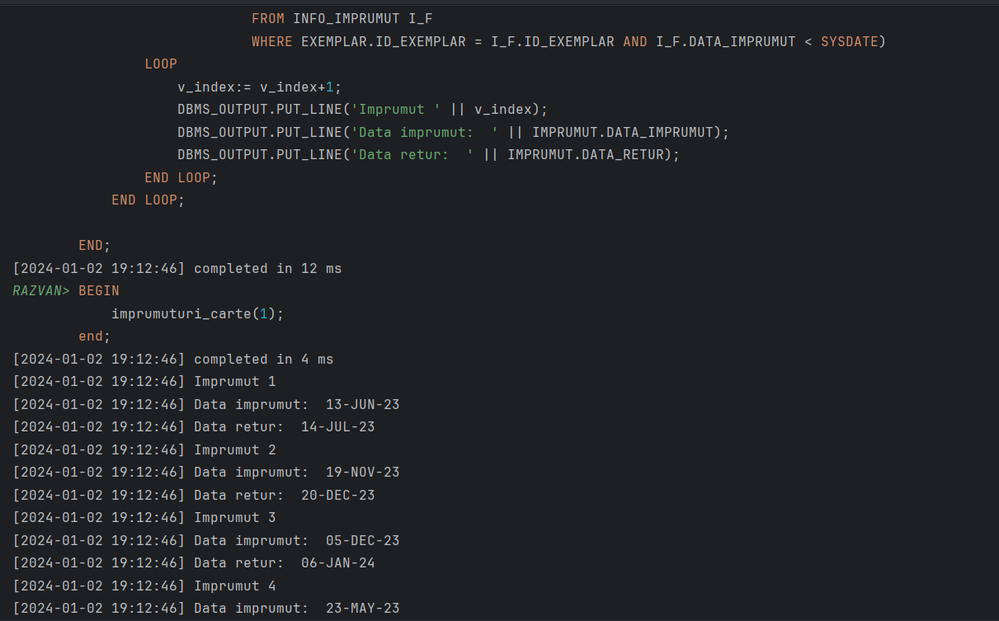 FROM INFO_IMPRUMUT I_F
WHERE EXEMPLAR.ID_EXEMPLAR = I_F.ID_EXEMPLAR AND I_F.DATA_IMPRUMUT < SYSDATE)
LOOP
v_index:= v_index+1;
DBMS_OUTPUT.PUT_LINE('Imprumut ' || v_index);
DBMS_OUTPUT.PUT_LINE('Data imprumut:  ' || IMPRUMUT.DATA_IMPRUMUT);
DBMS_OUTPUT.PUT_LINE('Data retur:  ' || IMPRUMUT.DATA_RETUR);
END LOOP;
END LOOP;
END;
[2024-01-02 19:12:46] completed in 12 ms
RAZVAN> BEGIN
imprumuturi_carte(1);
end;
[2024-01-02 19:12:46] completed in 4 ms
[2024-01-02 19:12:46] Imprumut 1
[2024-01-02 19:12:46] Data imprumut:  13-JUN-23
[2024-01-02 19:12:46] Data retur:  14-JUL-23
[2024-01-02 19:12:46] Imprumut 2
[2024-01-02 19:12:46] Data imprumut:  19-NOV-23
[2024-01-02 19:12:46] Data retur:  20-DEC-23
[2024-01-02 19:12:46] Imprumut 3
[2024-01-02 19:12:46] Data imprumut:  05-DEC-23
[2024-01-02 19:12:46] Data retur:  06-JAN-24
[2024-01-02 19:12:46] Imprumut 4
[2024-01-02 19:12:46] Data imprumut:  23-MAY-23